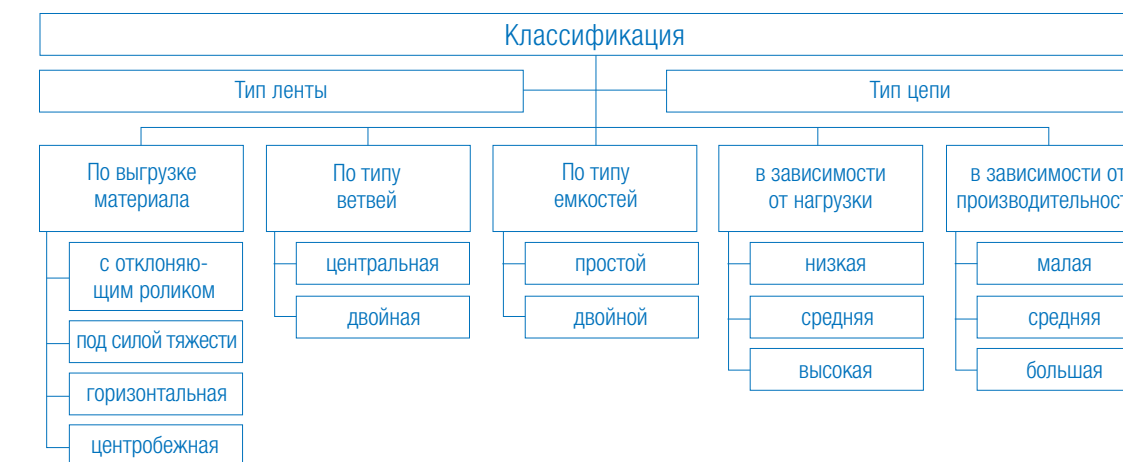 Классификация
Тип ленты
Тип цепи
По выгрузке
материала
По типу
ветвей
По типу
емкостей
в зависимости
от нагрузки
в зависимости от
производительност
с отклоняю-
щим роликом
под силой тяжести
горизонтальная
центробежная
центральная
двойная
простой
двойной
низкая
средняя
высокая
малая
средняя
большая